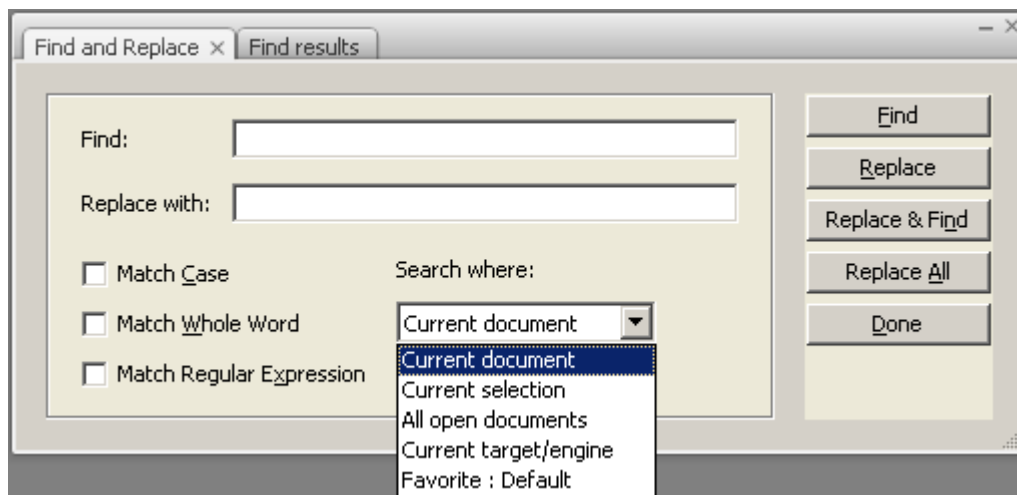 Find and Replace
Find results
Find:
Replace with:
Match Case
Match Whole Word
Match Regular Expression
Search where:
Current document
Current document
Current selection
All open documents
Current target/engine
Favorite : Default
Find
Replace
Replace & Find
Replace All
Done